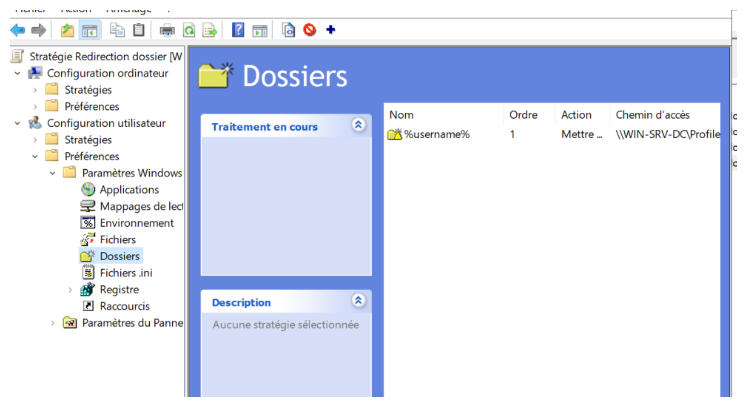 Fichier Action Affichage ?
Stratégie Redirection dossier [W
Configuration ordinateur
Stratégies
Préférences
Configuration utilisateur
Stratégies
Préférences
Paramètres Windows
Applications
Mappages de lect
Environnement
Fichiers
Dossiers
Fichiers .ini
Registre
Raccourcis
Paramètres du Panne
Dossiers
Traitement en cours
Description
Aucune stratégie sélectionnée
Nom Ordre Action Chemin d'accès
%username% 1 Mettre ... \\WIN-SRV-DC\Profile